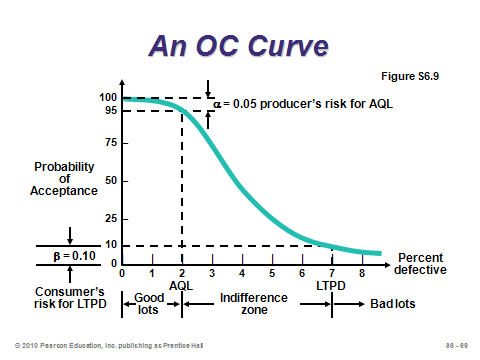 An OC Curve
Figure S6.9
α = 0.05 producer's risk for AQL
100
95
75
50
25
10
0
Probability
of
Acceptance
β = 0.10
Consumer's
risk for LTPD
0 1 2 3 4 5 6 7 8
Percent
defective
AQL
LTPD
Good
lots
Indifference
zone
Bad lots
© 2010 Pearson Education, Inc. publishing as Prentice Hall
S6 - 69